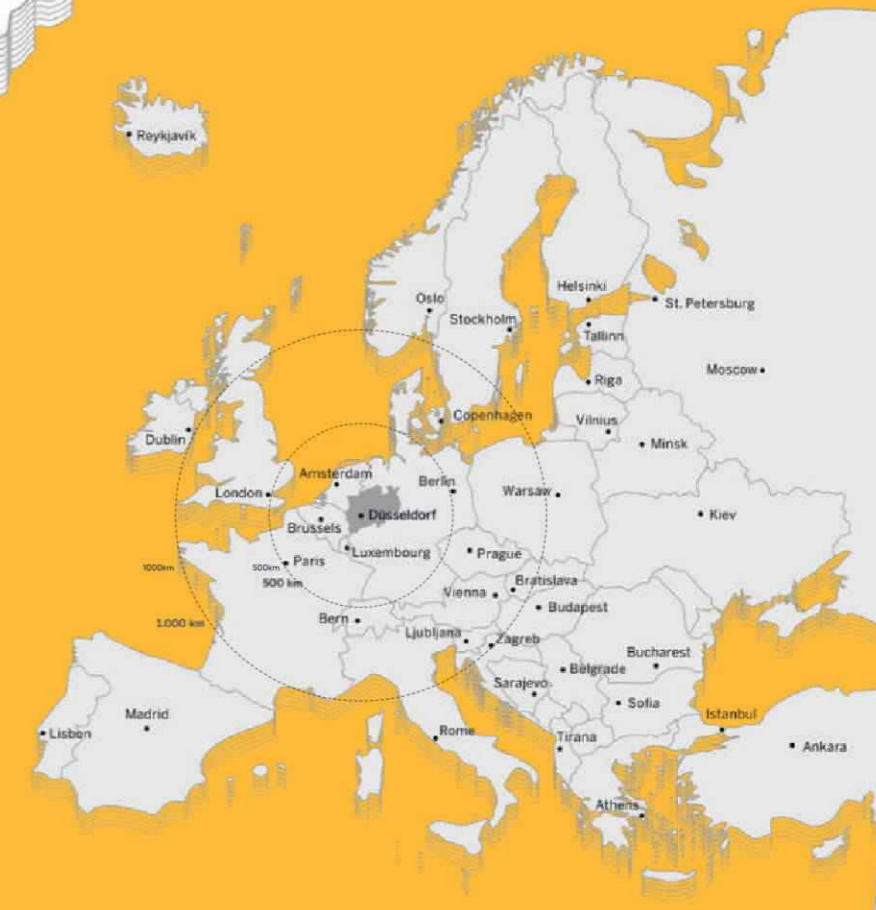 Reykjavík
Helsinki
Oslo
St. Petersburg
Stockholm
Tallinn
Moscow
Riga
Copenhagen
Vilnius
Dublin
Minsk
Amsterdam
Berlin
London
Warsaw
Düsseldorf
Kiev
Brussels
Luxembourg
Prague
Paris
1000km
500km
500 km
Bratislava
Vienna
Budapest
Bern
1.000 km
Ljubljana
Zagreb
Bucharest
Belgrade
Sarajevo
Sofia
Madrid
Istanbul
Lisbon
Rome
Tirana
Ankara
Athens